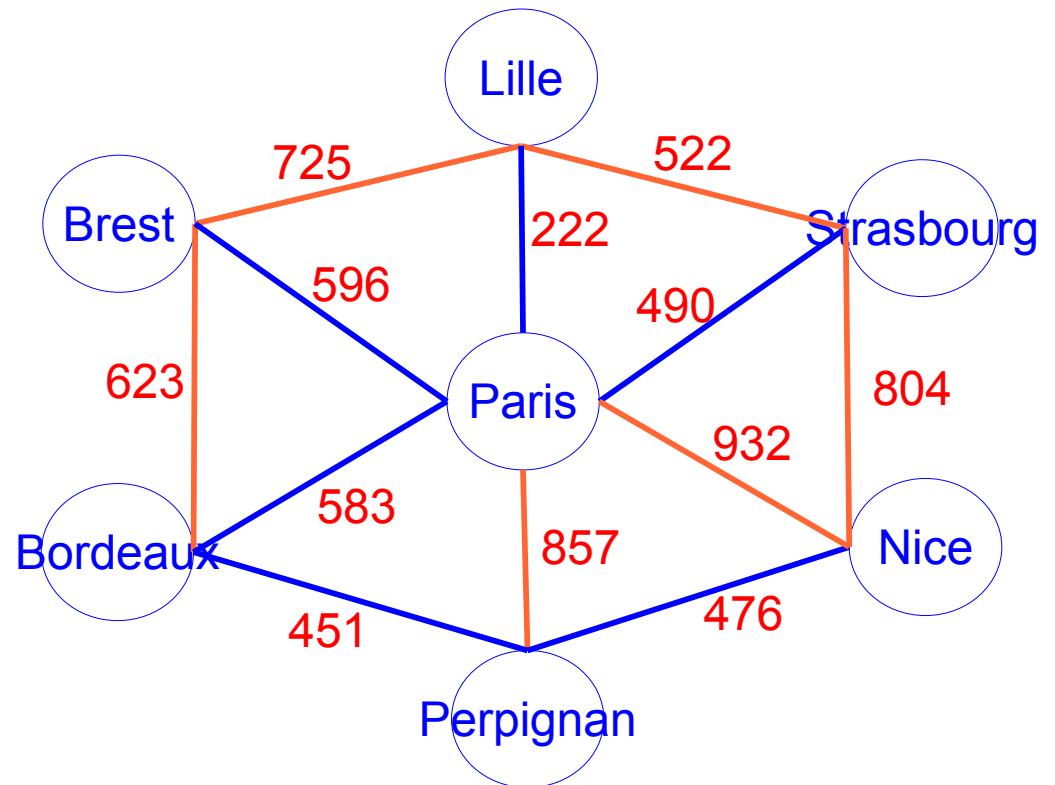 Lille
725
522
Brest
222
Strasbourg
596
490
623
Paris
804
932
583
857
Bordeaux
Nice
451
476
Perpignan